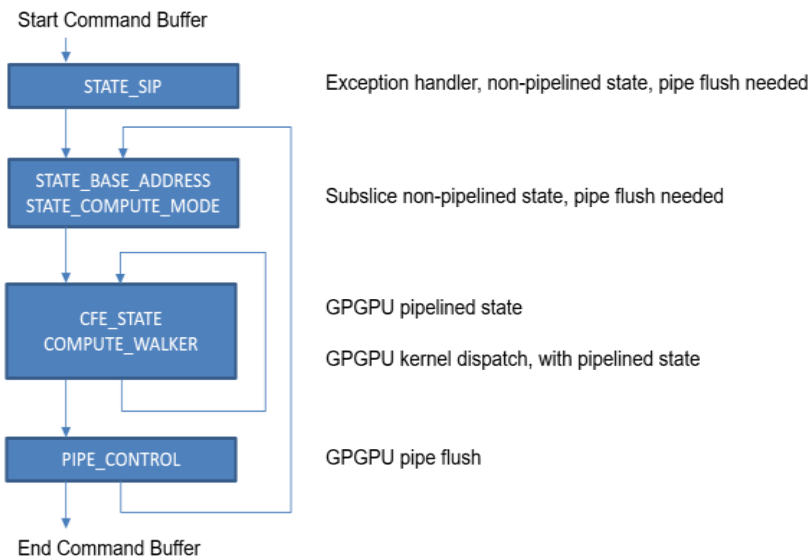 Start Command Buffer
STATE_SIP
Exception handler, non-pipelined state, pipe flush needed
STATE_BASE_ADDRESS
STATE_COMPUTE_MODE
Subslice non-pipelined state, pipe flush needed
CFE_STATE
COMPUTE_WALKER
GPGPU pipelined state
GPGPU kernel dispatch, with pipelined state
PIPE_CONTROL
GPGPU pipe flush
End Command Buffer